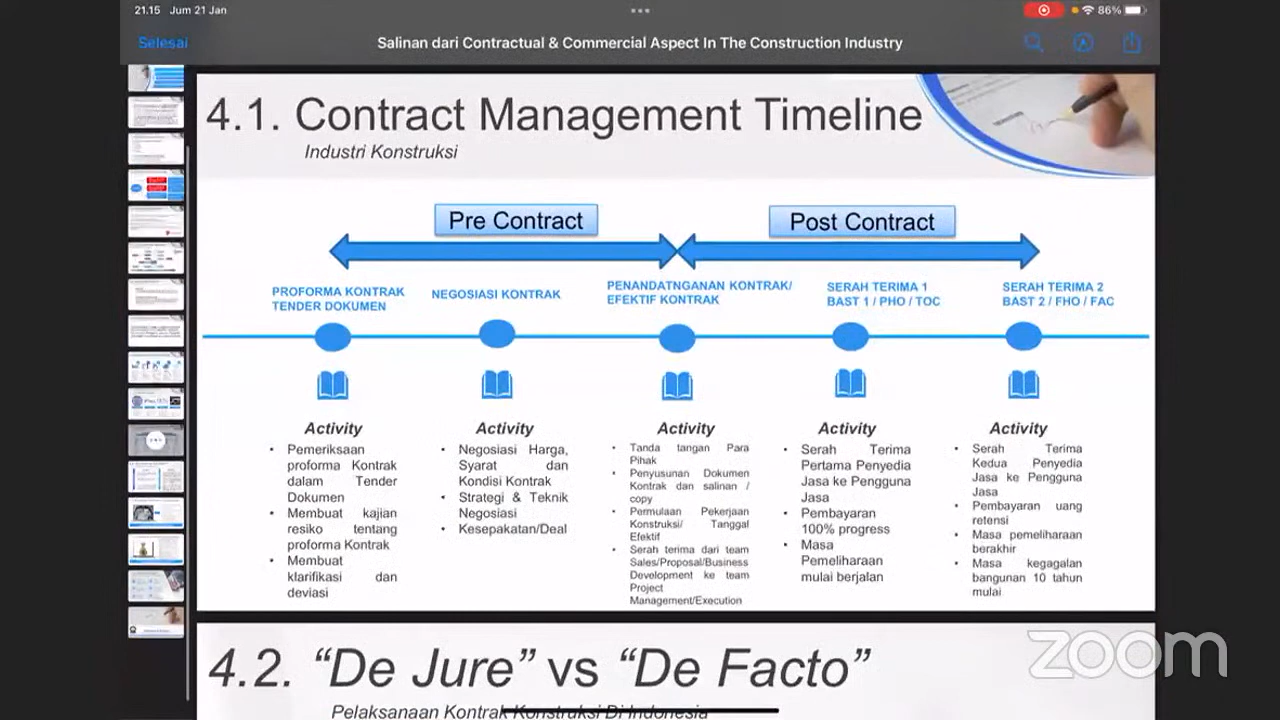 21.15 Jum 21 Jan
86%
Selesai
Salinan dari Contractual & Commercial Aspect In The Construction Industry
4.1. Contract Management Timeline
Industri Konstruksi
Pre Contract
Post Contract
PROFORMA KONTRAK
TENDER DOKUMEN
NEGOSIASI KONTRAK
PENANDATNGANAN KONTRAK/
EFEKTIF KONTRAK
SERAH TERIMA 1
BAST 1 / PHO / TOC
SERAH TERIMA 2
BAST 2 / FHO / FAC
Activity
• Pemeriksaan
proforma Kontrak
dalam Tender
Dokumen
• Membuat kajian
resiko tentang
proforma Kontrak
• Membuat
klarifikasi dan
deviasi
Activity
• Negosiasi Harga,
Syarat dan
Kondisi Kontrak
• Strategi & Teknik
Negosiasi
• Kesepakatan/Deal
Activity
• Tanda tangan Para
Pihak
• Penyusunan Dokumen
Kontrak dan salinan /
copy
• Permulaan Pekerjaan
Konstruksi/ Tanggal
Efektif
• Serah terima dari team
Sales/Proposal/Business
Development ke team
Project
Management/Execution
Activity
• Serah Terima
Pertama Penyedia
Jasa ke Pengguna
Jasa
• Pembayaran
100% progress
• Masa
Pemeliharaan
mulai berjalan
Activity
• Serah Terima
Kedua Penyedia
Jasa ke Pengguna
Jasa
• Pembayaran uang
retensi
• Masa pemeliharaan
berakhir
• Masa kegagalan
bangunan 10 tahun
mulai
zoom
4.2. “De Jure” vs “De Facto”
Pelaksanaan Kontrak Konstruksi Di Indonesia